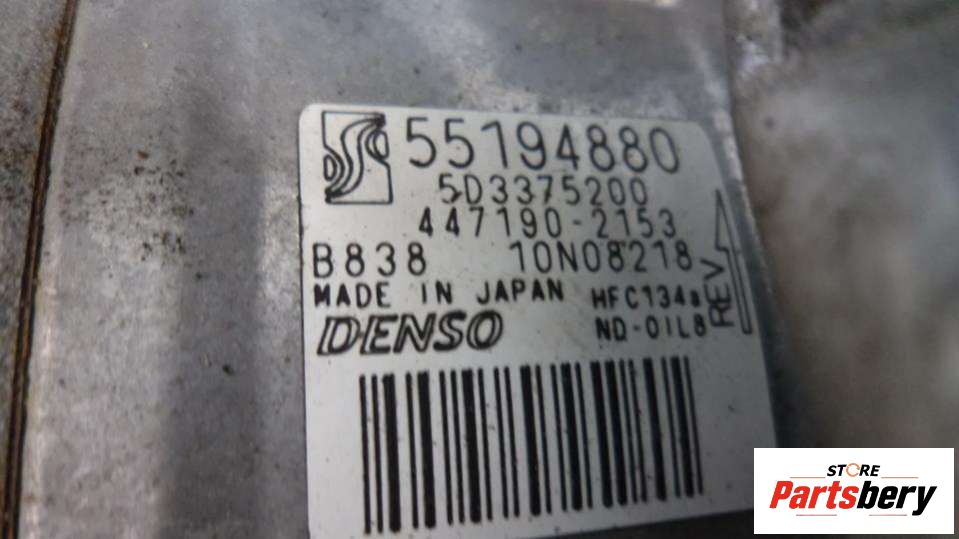 55194880
5D3375200
447190-2153
B838 10N08218
MADE IN JAPAN HFC134a
DENSO ND-OIL8
REV
STORE
Partsbery